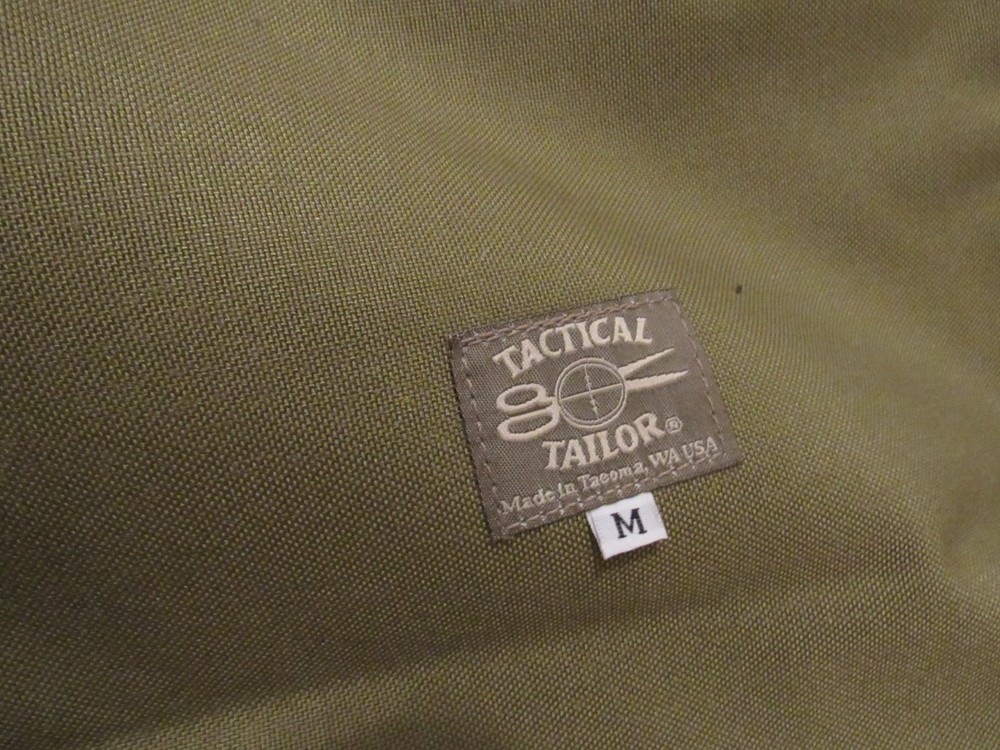 TACTICAL
TAILOR®
Made in Tacoma, WA USA
M